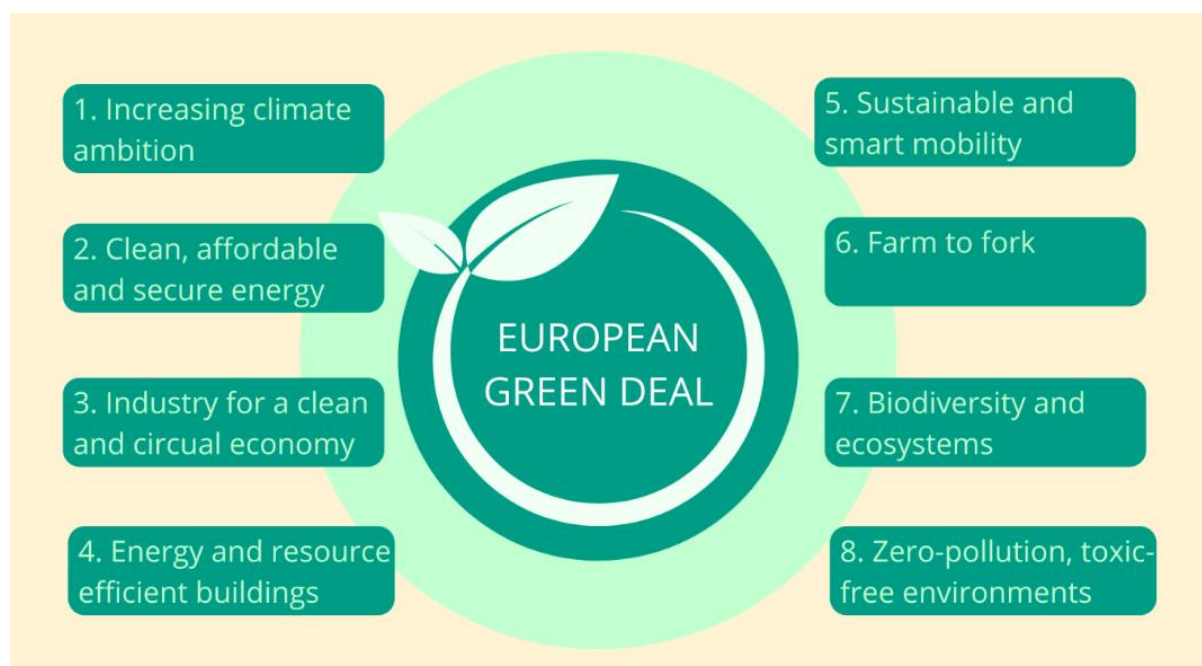 1. Increasing climate
ambition
2. Clean, affordable
and secure energy
3. Industry for a clean
and circual economy
4. Energy and resource
efficient buildings
EUROPEAN
GREEN DEAL
5. Sustainable and
smart mobility
6. Farm to fork
7. Biodiversity and
ecosystems
8. Zero-pollution, toxic-
free environments